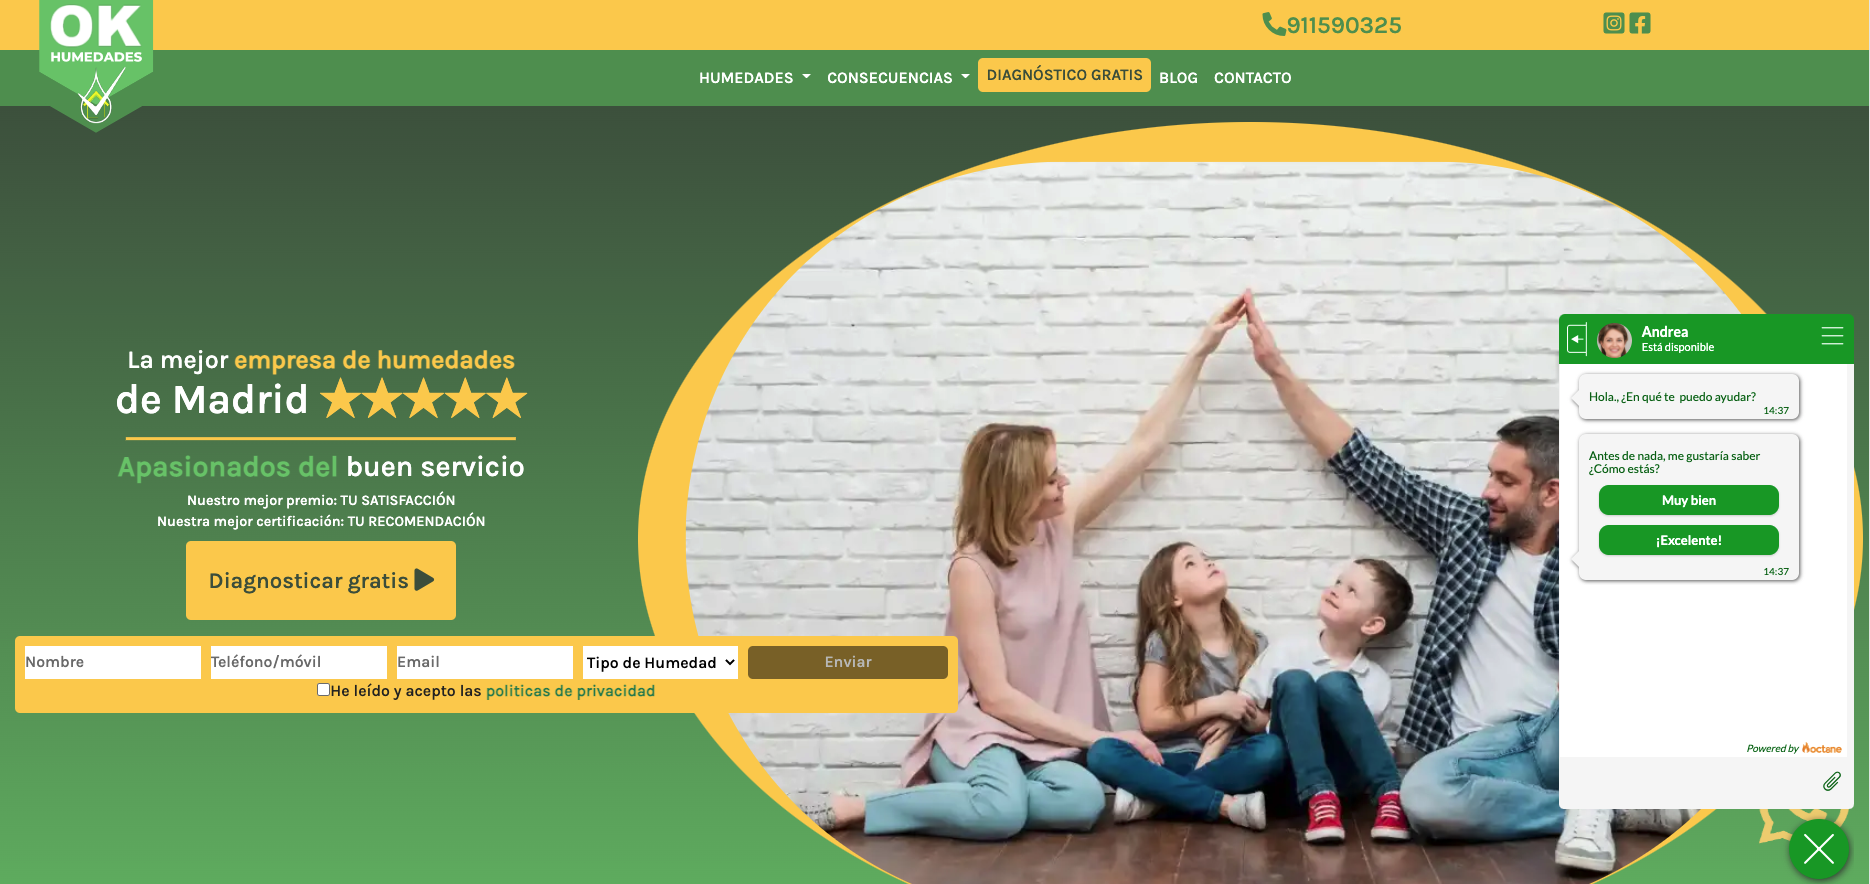 OK
HUMEDADES
911590325
HUMEDADES
CONSECUENCIAS
DIAGNÓSTICO GRATIS
BLOG
CONTACTO
La mejor empresa de humedades
de Madrid
Apasionados del buen servicio
Nuestro mejor premio: TU SATISFACCIÓN
Nuestra mejor certificación: TU RECOMENDACIÓN
Diagnosticar gratis
Nombre
Teléfono/móvil
Email
Tipo de Humedad
Enviar
He leído y acepto las politicas de privacidad
Andrea
Está disponible
Hola., ¿En qué te puedo ayudar?
14:37
Antes de nada, me gustaría saber
¿Cómo estás?
Muy bien
¡Excelente!
14:37
Powered by octane